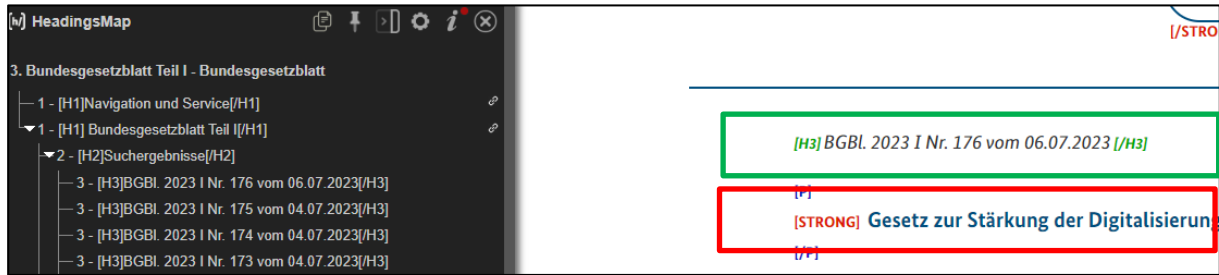 [h] HeadingsMap
3. Bundesgesetzblatt Teil I - Bundesgesetzblatt
1 - [H1]Navigation und Service[/H1]
1 - [H1] Bundesgesetzblatt Teil I[/H1]
2 - [H2]Suchergebnisse[/H2]
3 - [H3]BGBl. 2023 I Nr. 176 vom 06.07.2023[/H3]
3 - [H3]BGBl. 2023 I Nr. 175 vom 04.07.2023[/H3]
3 - [H3]BGBl. 2023 I Nr. 174 vom 04.07.2023[/H3]
3 - [H3]BGBl. 2023 I Nr. 173 vom 04.07.2023[/H3]
[/STRO
[H3] BGBl. 2023 I Nr. 176 vom 06.07.2023 [/H3]
[P]
[STRONG] Gesetz zur Stärkung der Digitalisierung
[/P]